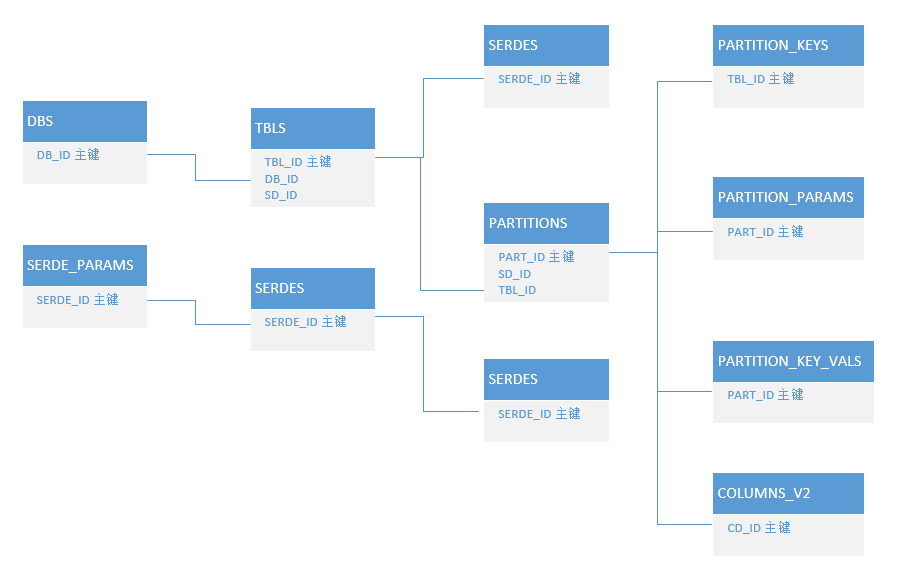 DBS
DB_ID 主键
SERDE_PARAMS
SERDE_ID 主键
TBLS
TBL_ID 主键
DB_ID
SD_ID
SERDES
SERDE_ID 主键
SERDES
SERDE_ID 主键
PARTITIONS
PART_ID 主键
SD_ID
TBL_ID
SERDES
SERDE_ID 主键
PARTITION_KEYS
TBL_ID 主键
PARTITION_PARAMS
PART_ID 主键
PARTITION_KEY_VALS
PART_ID 主键
COLUMNS_V2
CD_ID 主键